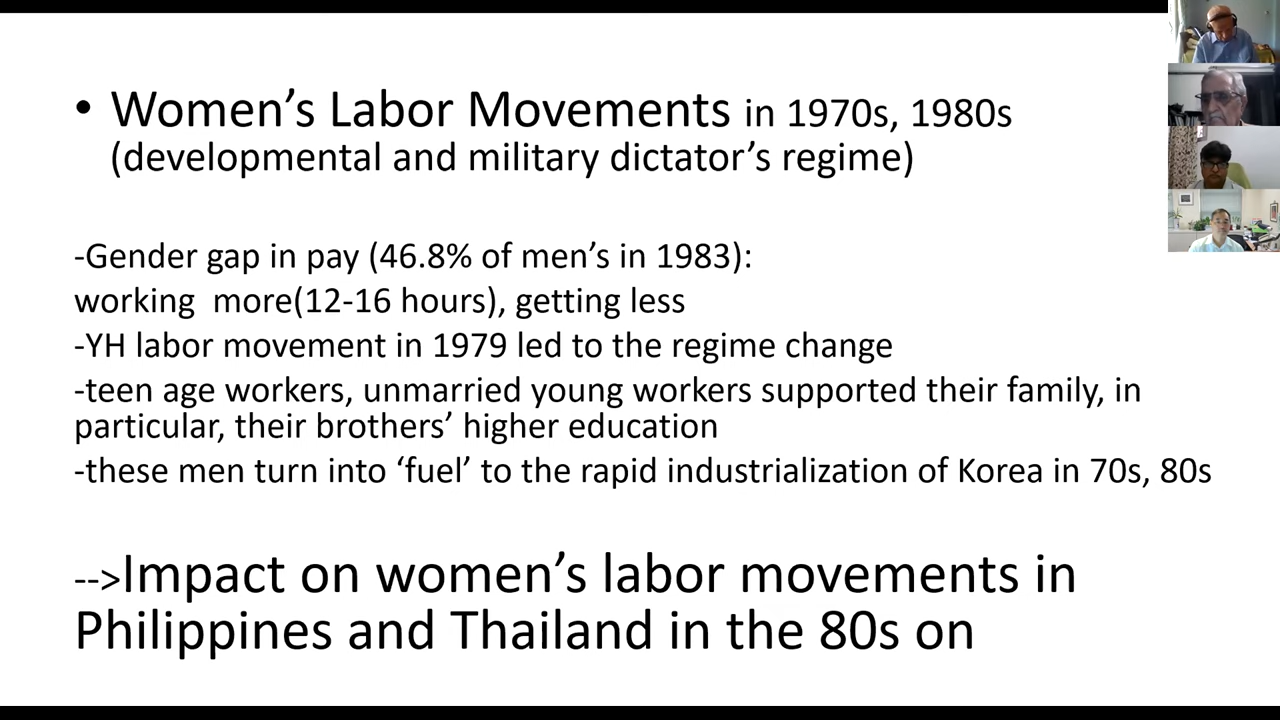 • Women's Labor Movements in 1970s, 1980s
(developmental and military dictator's regime)
-Gender gap in pay (46.8% of men's in 1983):
working  more(12-16 hours), getting less
-YH labor movement in 1979 led to the regime change
-teen age workers, unmarried young workers supported their family, in
particular, their brothers' higher education
-these men turn into ‘fuel’ to the rapid industrialization of Korea in 70s, 80s
-->Impact on women's labor movements in
Philippines and Thailand in the 80s on